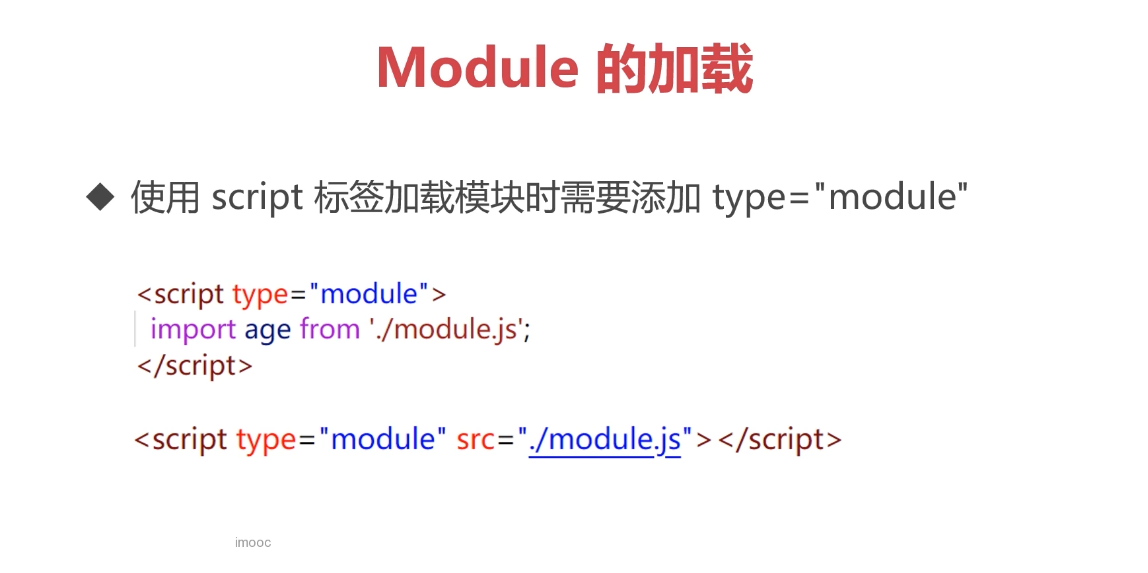 Module 的加载
使用 script 标签加载模块时需要添加 type="module"
<script type="module">
import age from './module.js';
</script>
<script type="module" src="./module.js"></script>
imooc